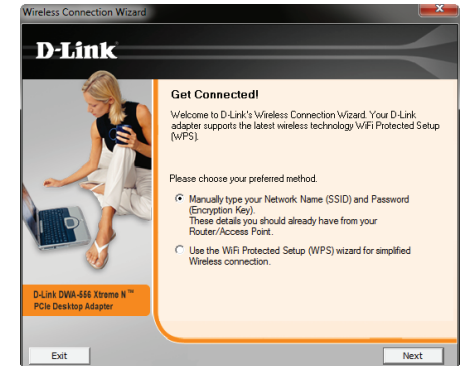 Wireless Connection Wizard
D-Link
Get Connected!
Welcome to D-Link's Wireless Connection Wizard. Your D-Link
adapter supports the latest wireless technology WiFi Protected Setup
(WPS).
Please choose your preferred method.
Manually type your Network Name (SSID) and Password
(Encryption Key).
These details you should already have from your
Router/Access Point.
Use the WiFi Protected Setup (WPS) wizard for simplified
Wireless connection.
D-Link DWA-556 Xtreme N™
PCIe Desktop Adapter
Exit
Next